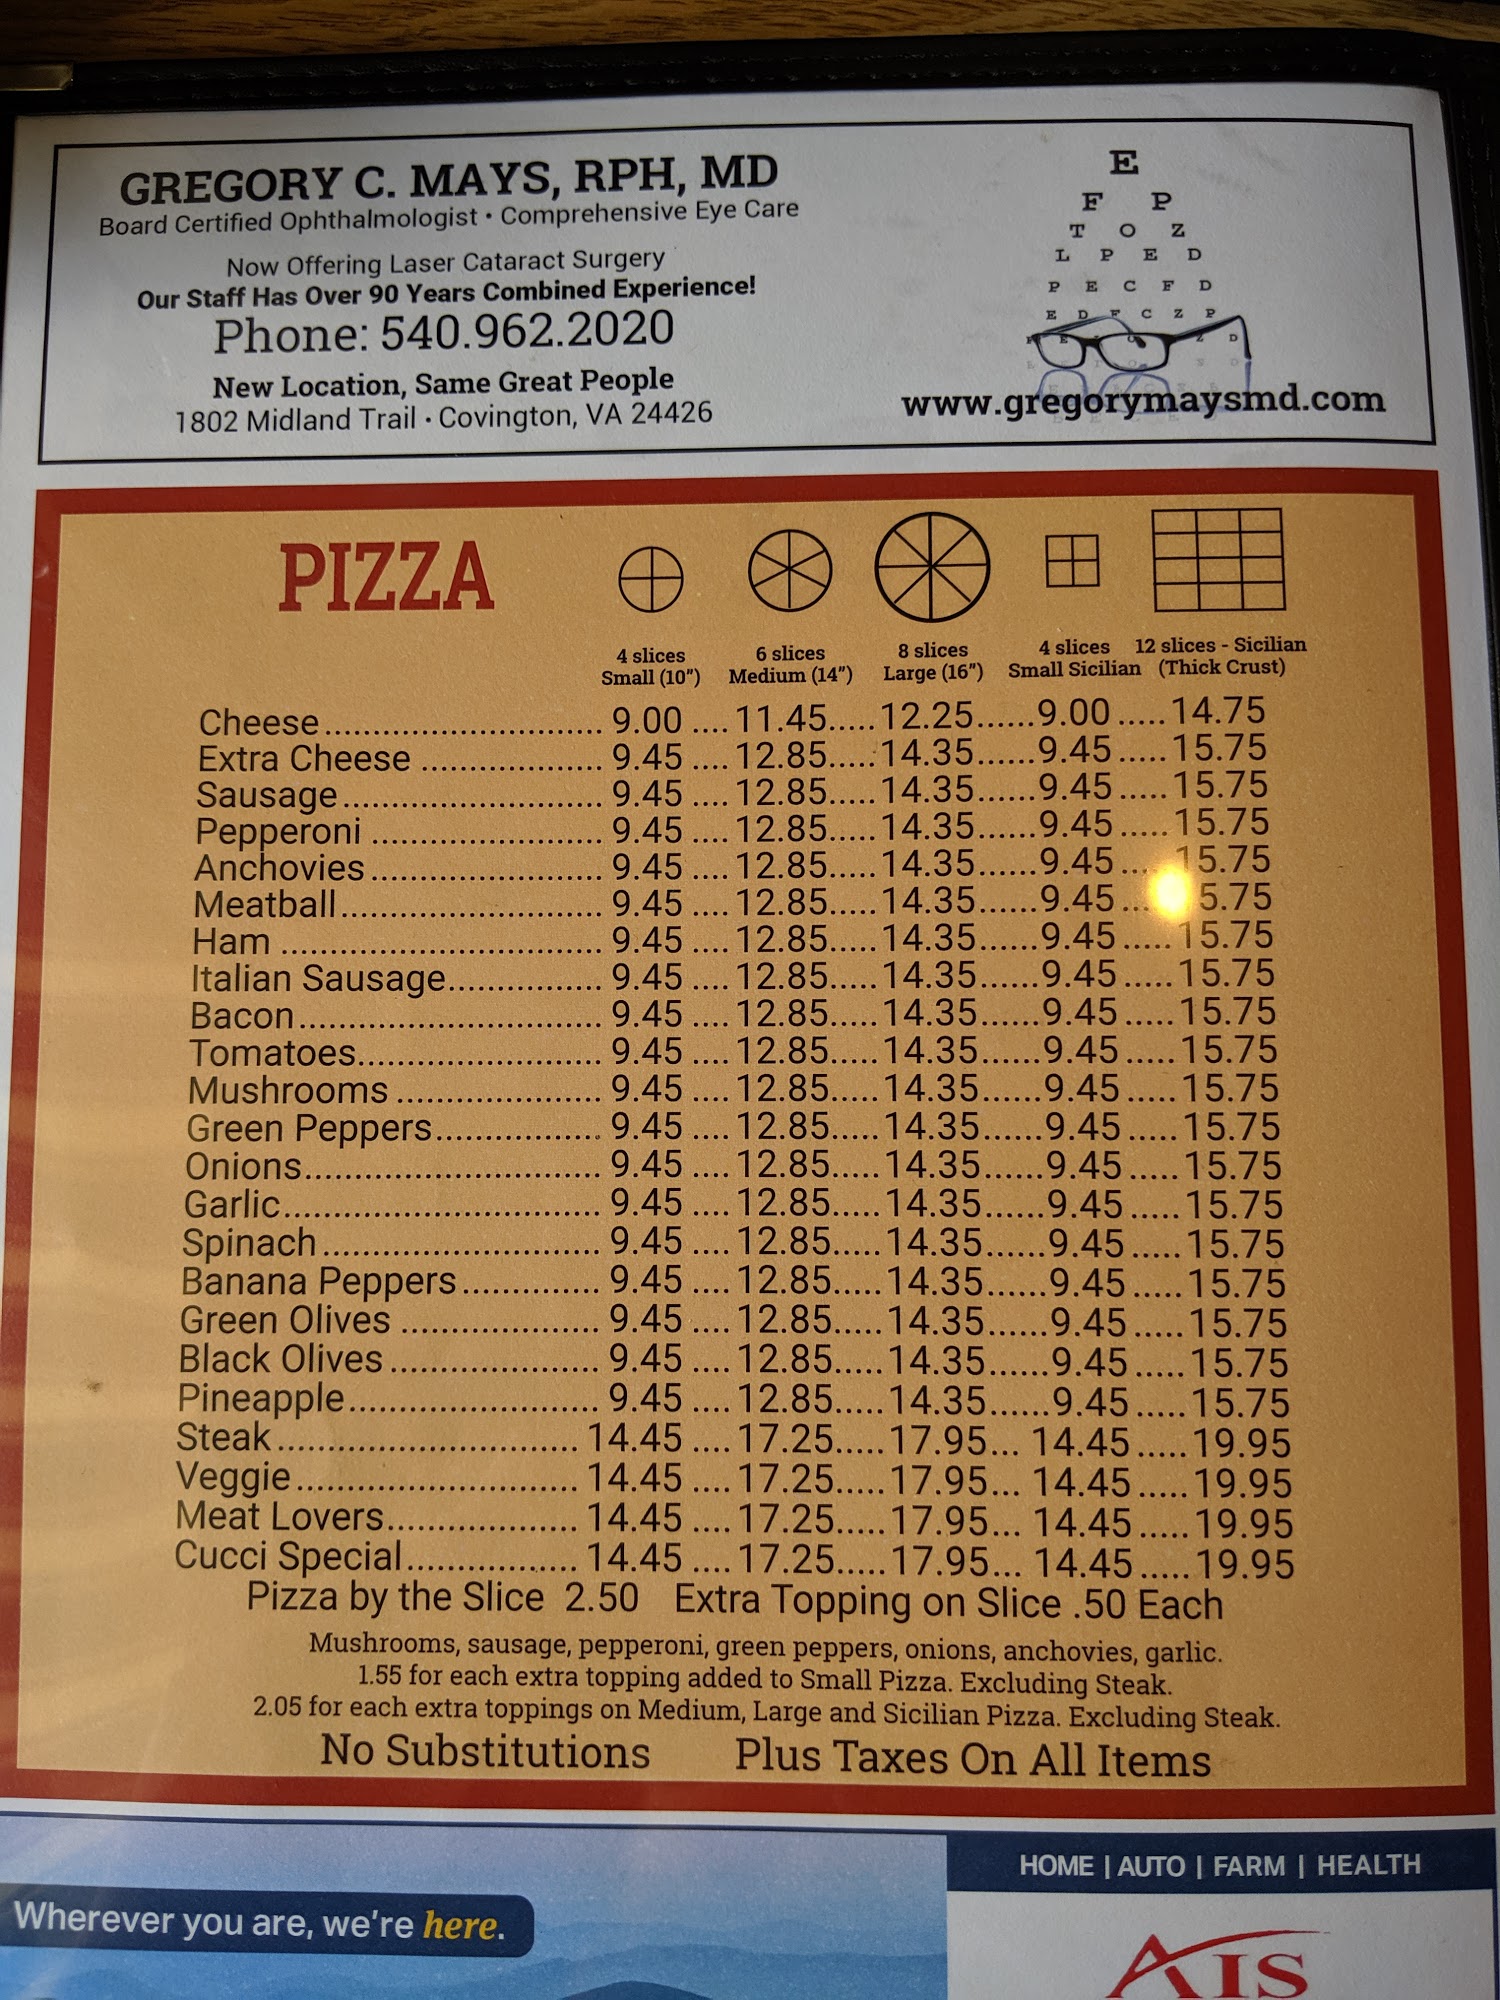 GREGORY C. MAYS, RPH, MD
Board Certified Ophthalmologist • Comprehensive Eye Care
Now Offering Laser Cataract Surgery
Our Staff Has Over 90 Years Combined Experience!
Phone: 540.962.2020
New Location, Same Great People
1802 Midland Trail • Covington, VA 24426
E
F P
T O Z
L P E D
P E C F D
E D F C Z P
www.gregorymaysmd.com
PIZZA
4 slices 6 slices 8 slices 4 slices 12 slices - Sicilian
Small (10") Medium (14") Large (16") Small Sicilian (Thick Crust)
Cheese............................ 9.00 .... 11.45.....12.25......9.00 .....14.75
Extra Cheese .................. 9.45 .... 12.85.....14.35......9.45 .....15.75
Sausage.......................... 9.45 .... 12.85.....14.35......9.45 .....15.75
Pepperoni ....................... 9.45 .... 12.85.....14.35......9.45 .....15.75
Anchovies....................... 9.45 .... 12.85.....14.35......9.45 .....15.75
Meatball.......................... 9.45 .... 12.85.....14.35......9.45 ... 5.75
Ham ................................ 9.45 .... 12.85.....14.35......9.45 .....15.75
Italian Sausage............... 9.45 .... 12.85.....14.35......9.45 .....15.75
Bacon.............................. 9.45 .... 12.85.....14.35......9.45 .....15.75
Tomatoes........................ 9.45 .... 12.85.....14.35......9.45 .....15.75
Mushrooms .................... 9.45 .... 12.85.....14.35......9.45 .....15.75
Green Peppers................ 9.45 .... 12.85.....14.35......9.45 .....15.75
Onions............................. 9.45 .... 12.85.....14.35......9.45 .....15.75
Garlic............................... 9.45 .... 12.85.....14.35......9.45 .....15.75
Spinach........................... 9.45 .... 12.85.....14.35......9.45 .....15.75
Banana Peppers.............. 9.45 .... 12.85.....14.35......9.45 .....15.75
Green Olives ................... 9.45 .... 12.85.....14.35......9.45 .....15.75
Black Olives .................... 9.45 .... 12.85.....14.35......9.45 .....15.75
Pineapple........................ 9.45 .... 12.85.....14.35......9.45 .....15.75
Steak.............................. 14.45 .... 17.25.....17.95... 14.45.....19.95
Veggie............................ 14.45 .... 17.25.....17.95... 14.45.....19.95
Meat Lovers................... 14.45 .... 17.25.....17.95... 14.45.....19.95
Cucci Special................. 14.45 .... 17.25.....17.95... 14.45.....19.95
Pizza by the Slice 2.50 Extra Topping on Slice .50 Each
Mushrooms, sausage, pepperoni, green peppers, onions, anchovies, garlic.
1.55 for each extra topping added to Small Pizza. Excluding Steak.
2.05 for each extra toppings on Medium, Large and Sicilian Pizza. Excluding Steak.
No Substitutions Plus Taxes On All Items
HOME | AUTO | FARM | HEALTH
Wherever you are, we're here.
AIS